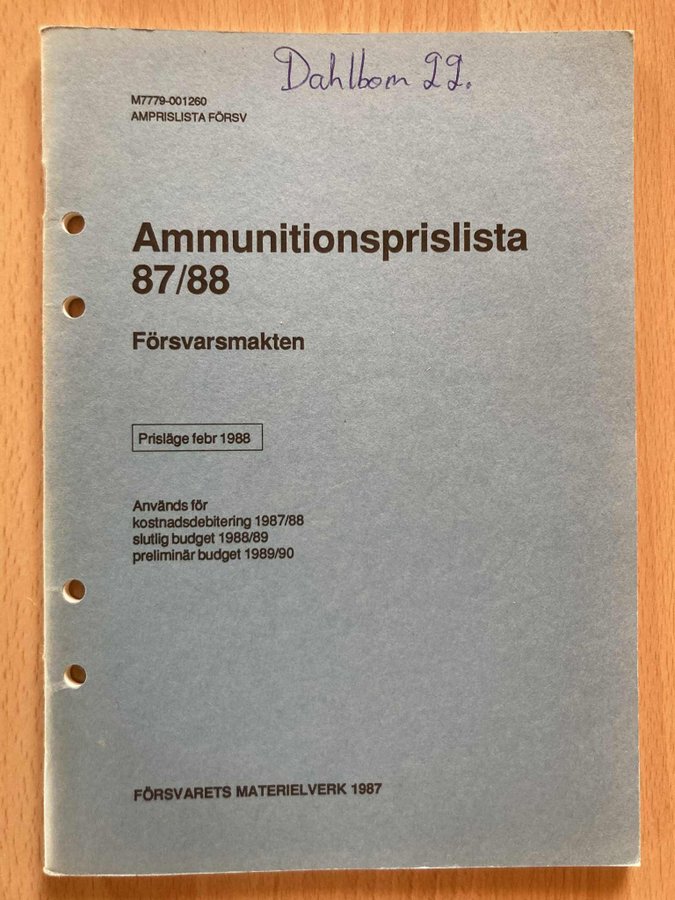 Dahlbom 22.
M7779-001260
AMPRISLISTA FÖRSV
Ammunitionsprislista
87/88
Försvarsmakten
Prisläge febr 1988
Används för
kostnadsdebitering 1987/88
slutlig budget 1988/89
preliminär budget 1989/90
FÖRSVARETS MATERIELVERK 1987